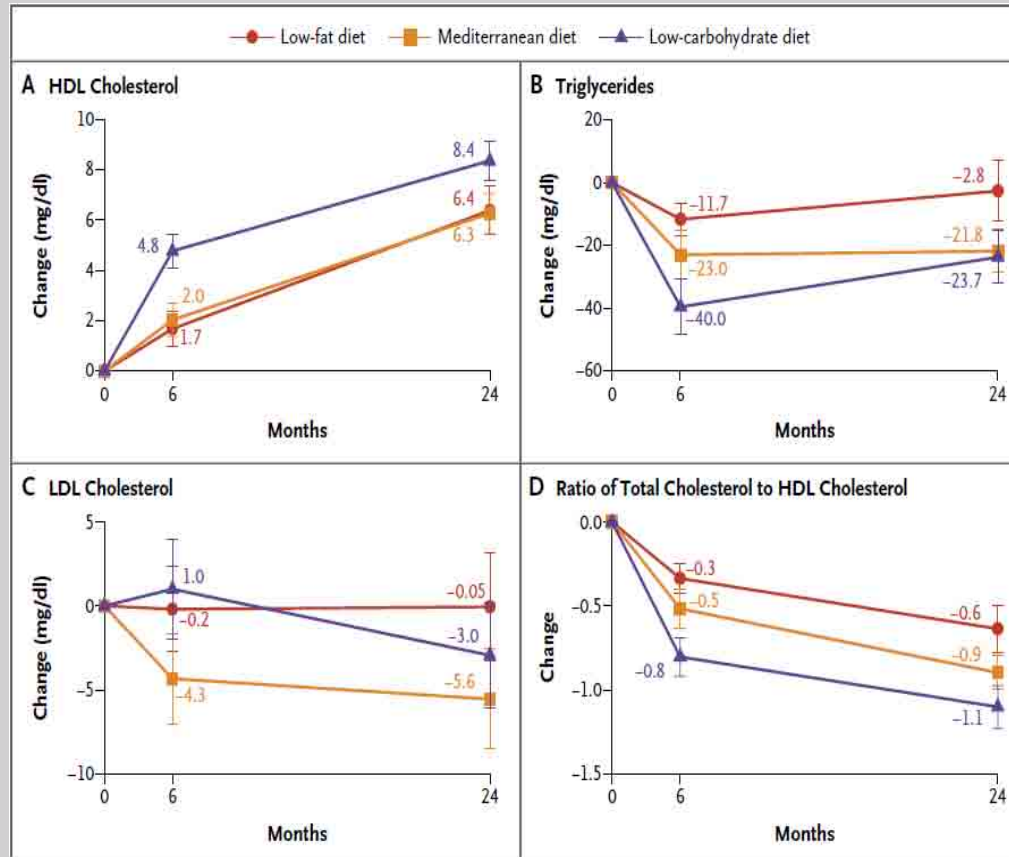 Low-fat diet Mediterranean diet Low-carbohydrate diet
A HDL Cholesterol
10
8
6
4
2
0
Change (mg/dl)
4.8
2.0
1.7
8.4
6.4
6.3
0 6 24
Months
B Triglycerides
20
0
−20
−40
−60
Change (mg/dl)
−11.7
−23.0
−40.0
−2.8
−21.8
−23.7
0 6 24
Months
C LDL Cholesterol
5
0
−5
−10
Change (mg/dl)
1.0
−0.2
−4.3
−0.05
−3.0
−5.6
0 6 24
Months
D Ratio of Total Cholesterol to HDL Cholesterol
0.0
−0.5
−1.0
−1.5
Change
−0.3
−0.5
−0.8
−0.6
−0.9
−1.1
0 6 24
Months